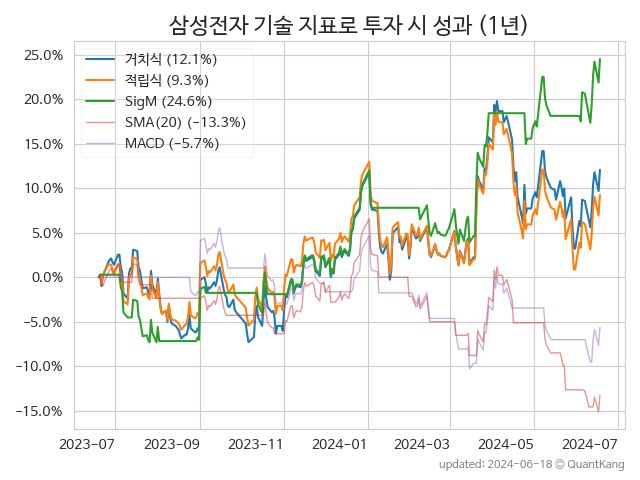 삼성전자 기술 지표로 투자 시 성과 (1년)
25.0%
20.0%
15.0%
10.0%
5.0%
0.0%
−5.0%
−10.0%
−15.0%
거치식 (12.1%)
적립식 (9.3%)
SigM (24.6%)
SMA(20) (−13.3%)
MACD (−5.7%)
2023-07 2023-09 2023-11 2024-01 2024-03 2024-05 2024-07
updated: 2024-06-18 ⓒ QuantKang